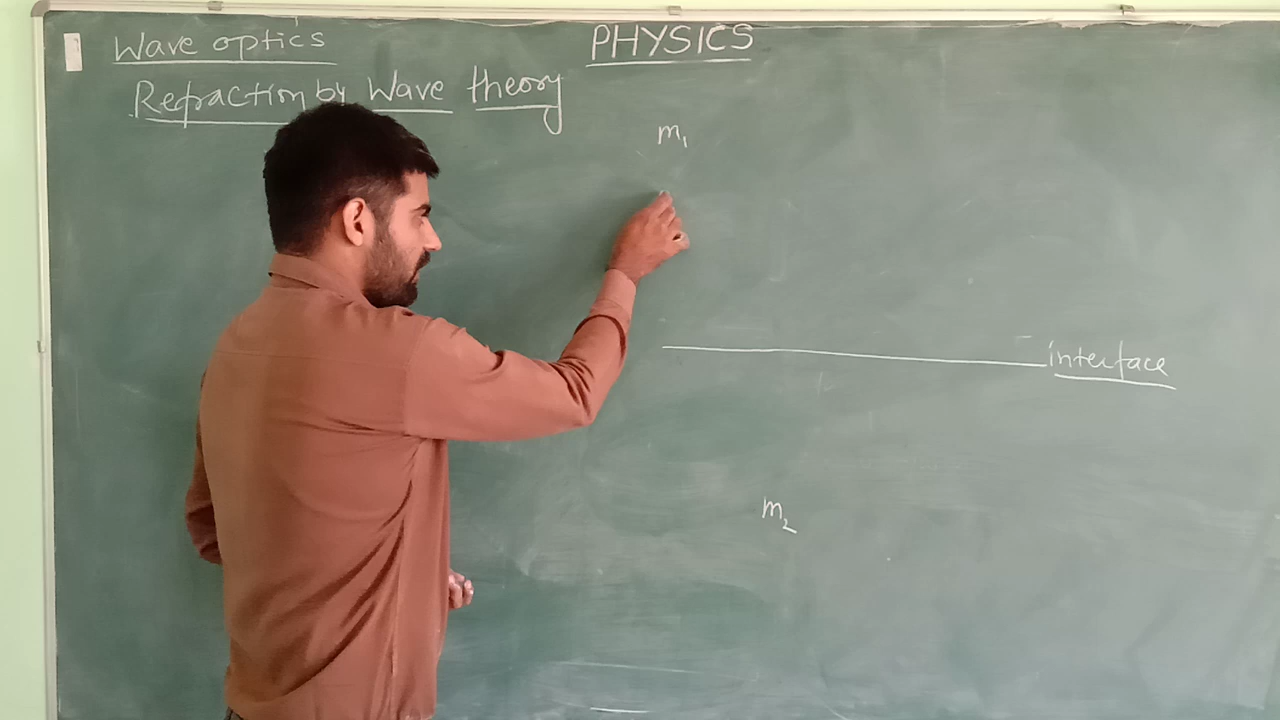 PHYSICS
Wave optics
Refraction by Wave theory
m₁
interface
m₂